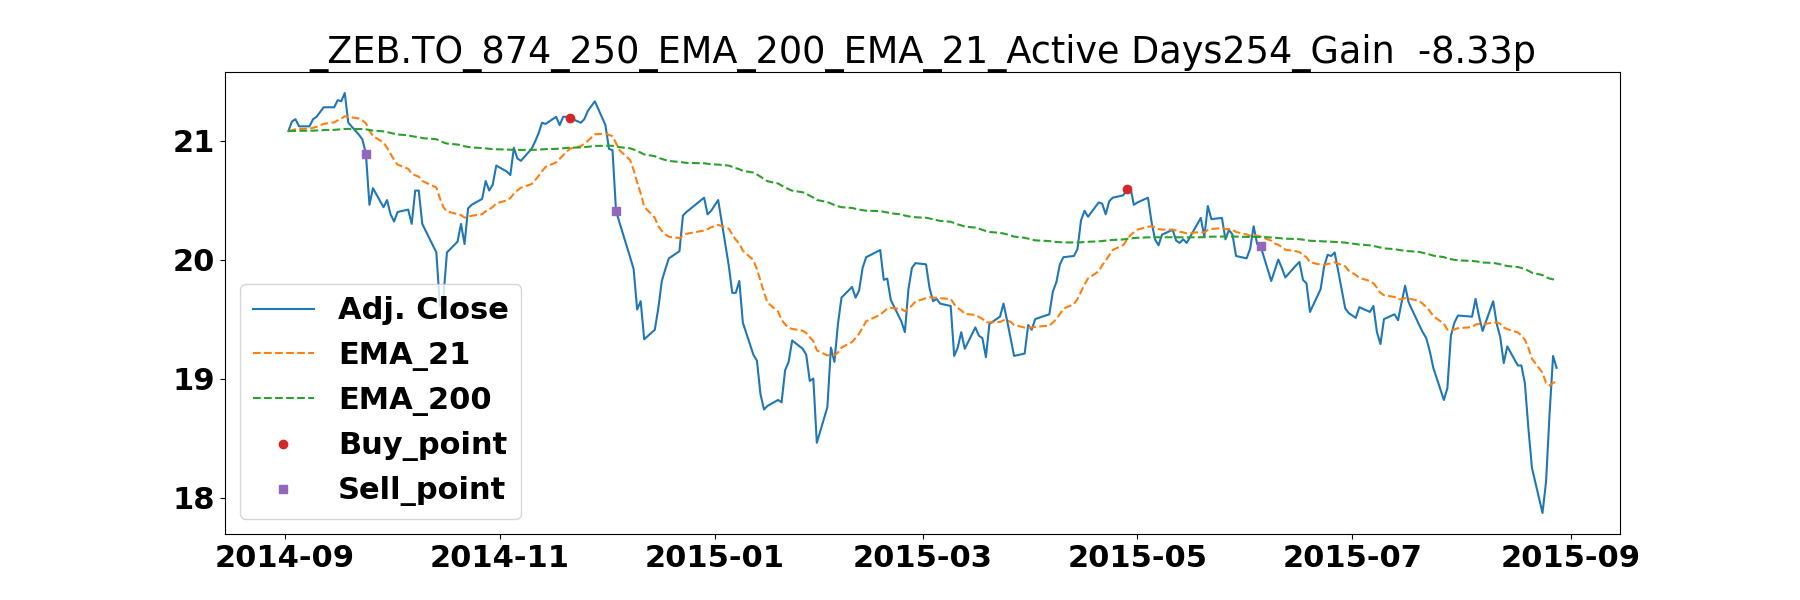 _ZEB.TO_874_250_EMA_200_EMA_21_Active Days254_Gain  -8.33p
21
20
19
18
Adj. Close
EMA_21
EMA_200
Buy_point
Sell_point
2014-09 2014-11 2015-01 2015-03 2015-05 2015-07 2015-09